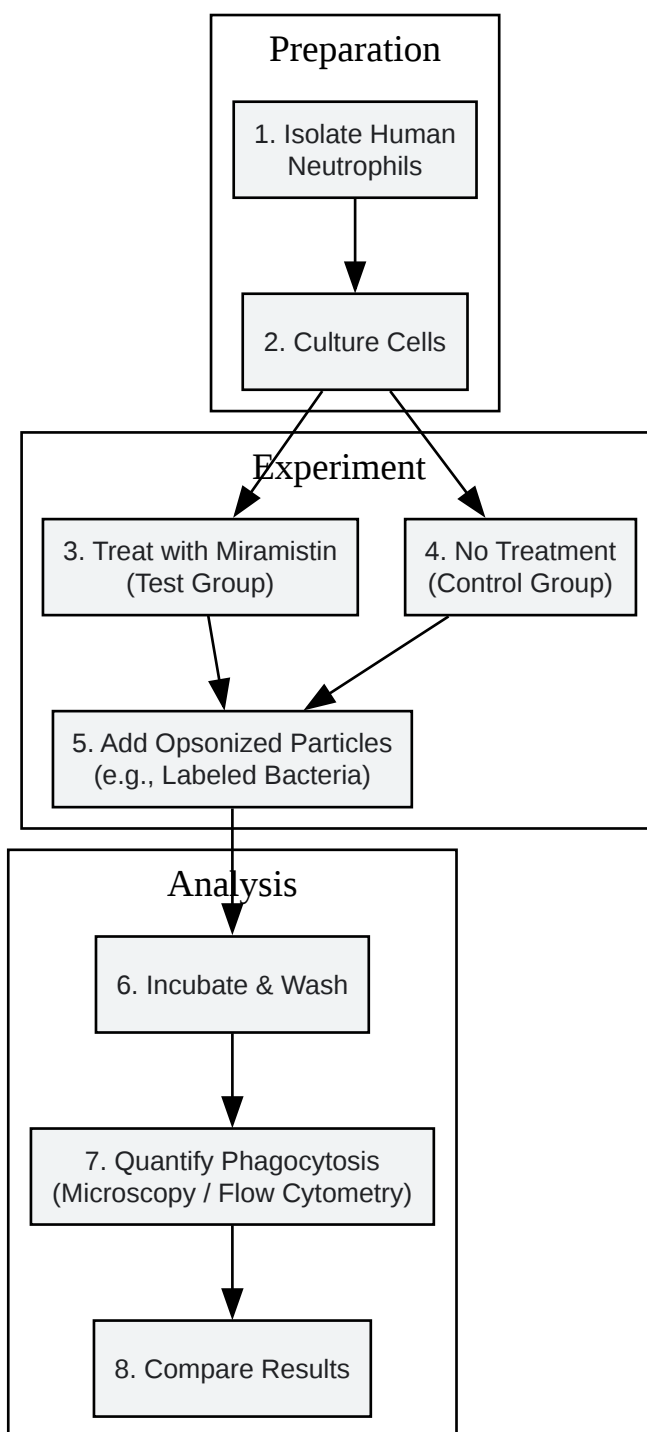 Preparation
1. Isolate Human
Neutrophils
2. Culture Cells
Experiment
3. Treat with Miramistin
(Test Group)
4. No Treatment
(Control Group)
5. Add Opsonized Particles
(e.g., Labeled Bacteria)
Analysis
6. Incubate & Wash
7. Quantify Phagocytosis
(Microscopy / Flow Cytometry)
8. Compare Results